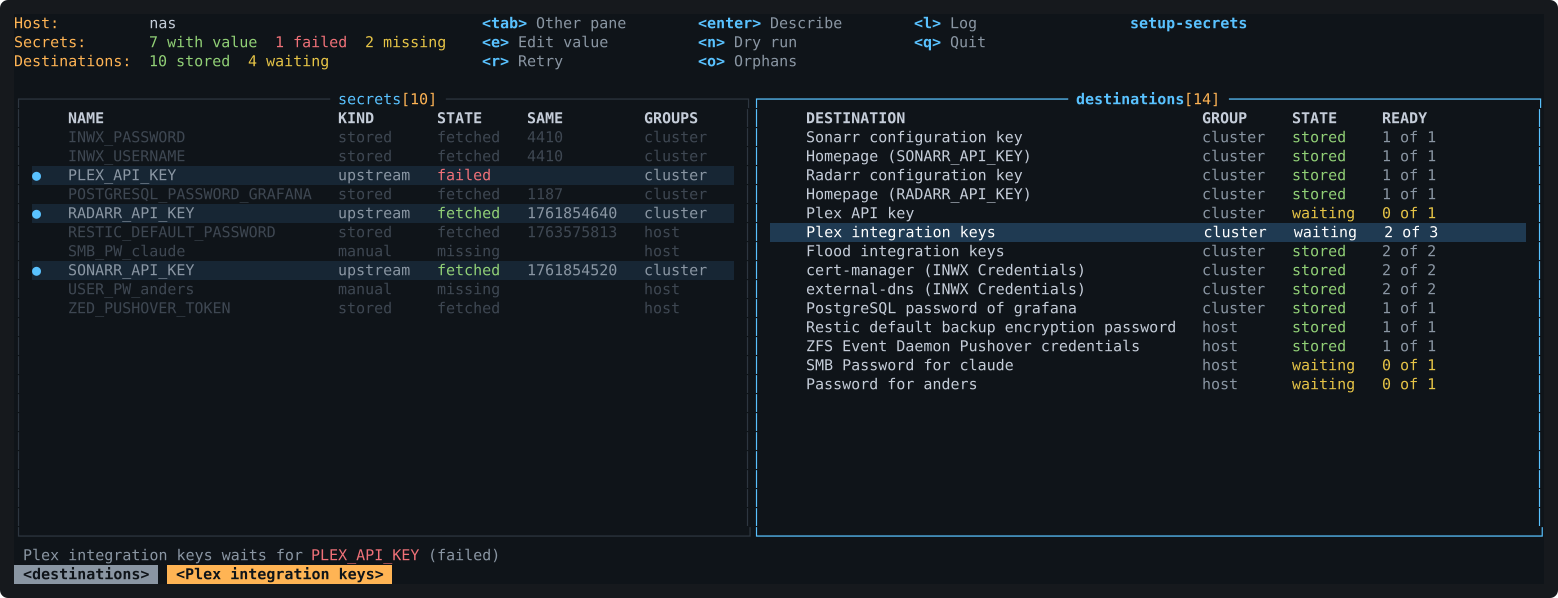 Host: nas <tab> Other pane <enter> Describe <l> Log setup-secrets
Secrets: 7 with value 1 failed 2 missing <e> Edit value <n> Dry run <q> Quit
Destinations: 10 stored 4 waiting <r> Retry <o> Orphans
secrets[10]
NAME KIND STATE SAME GROUPS
INWX_PASSWORD stored fetched 4410 cluster
INWX_USERNAME stored fetched 4410 cluster
● PLEX_API_KEY upstream failed cluster
POSTGRESQL_PASSWORD_GRAFANA stored fetched 1187 cluster
● RADARR_API_KEY upstream fetched 1761854640 cluster
RESTIC_DEFAULT_PASSWORD stored fetched 1763575813 host
SMB_PW_claude manual missing host
● SONARR_API_KEY upstream fetched 1761854520 cluster
USER_PW_anders manual missing host
ZED_PUSHOVER_TOKEN stored fetched host
destinations[14]
DESTINATION GROUP STATE READY
Sonarr configuration key cluster stored 1 of 1
Homepage (SONARR_API_KEY) cluster stored 1 of 1
Radarr configuration key cluster stored 1 of 1
Homepage (RADARR_API_KEY) cluster stored 1 of 1
Plex API key cluster waiting 0 of 1
Plex integration keys cluster waiting 2 of 3
Flood integration keys cluster stored 2 of 2
cert-manager (INWX Credentials) cluster stored 2 of 2
external-dns (INWX Credentials) cluster stored 2 of 2
PostgreSQL password of grafana cluster stored 1 of 1
Restic default backup encryption password host stored 1 of 1
ZFS Event Daemon Pushover credentials host stored 1 of 1
SMB Password for claude host waiting 0 of 1
Password for anders host waiting 0 of 1
Plex integration keys waits for PLEX_API_KEY (failed)
<destinations> <Plex integration keys>